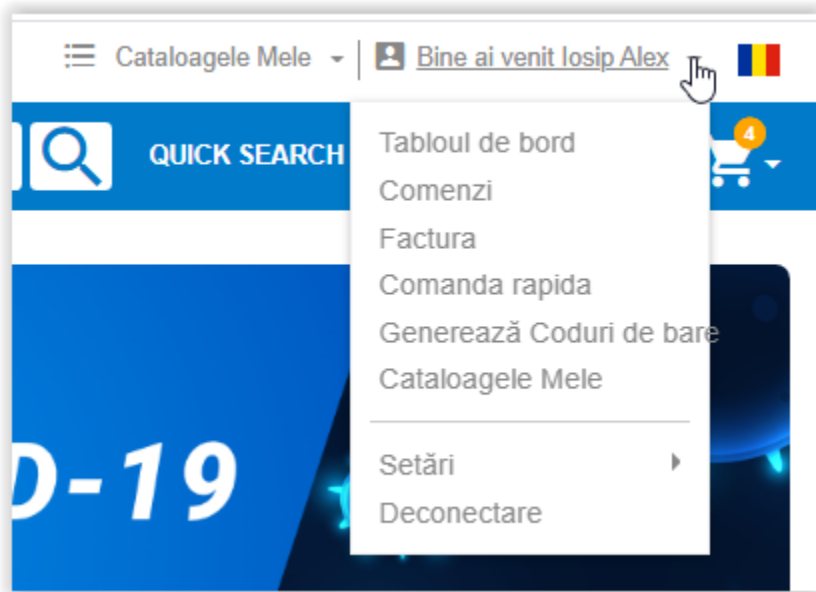 Cataloagele Mele
Bine ai venit Iosip Alex
QUICK SEARCH
4
Tabloul de bord
Comenzi
Factura
Comanda rapida
Generează Coduri de bare
Cataloagele Mele
Setări
Deconectare
D-19